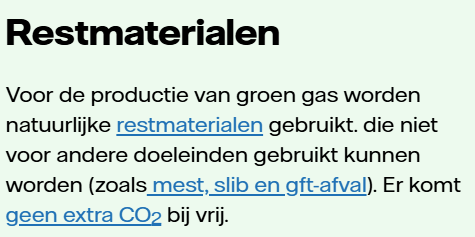 Restmaterialen
Voor de productie van groen gas worden
natuurlijke restmaterialen gebruikt. die niet
voor andere doeleinden gebruikt kunnen
worden (zoals mest, slib en gft-afval). Er komt
geen extra CO2 bij vrij.